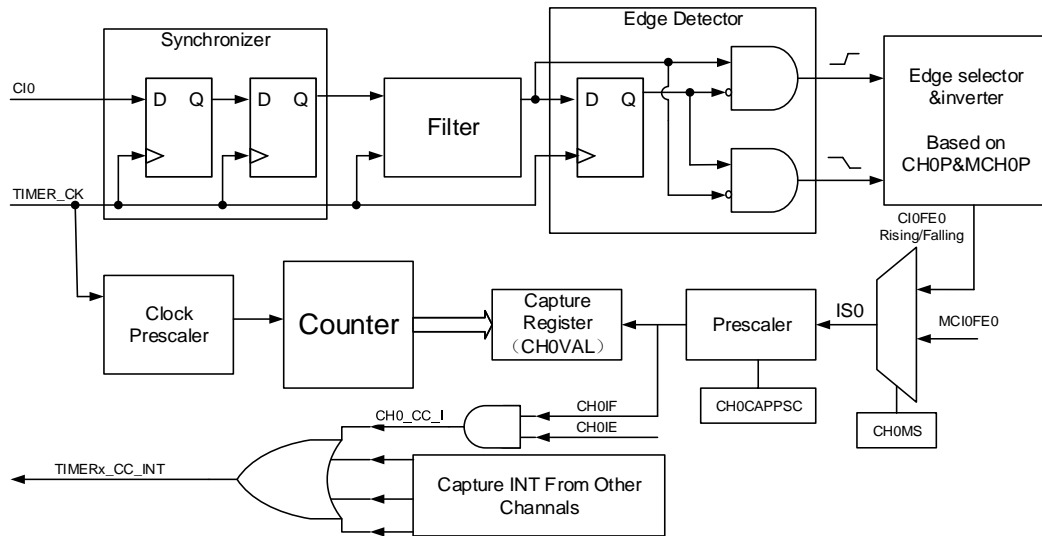 Edge Detector
Synchronizer
CI0
D Q
D Q
Filter
D Q
Edge selector
&inverter
Based on
CH0P&MCH0P
TIMER_CK
CI0FE0
Rising/Falling
Clock
Prescaler
Counter
Capture
Register
（CH0VAL）
Prescaler
IS0
MCI0FE0
CH0CAPPSC
CH0MS
CH0_CC_I
CH0IF
CH0IE
TIMERx_CC_INT
Capture INT From Other
Channels